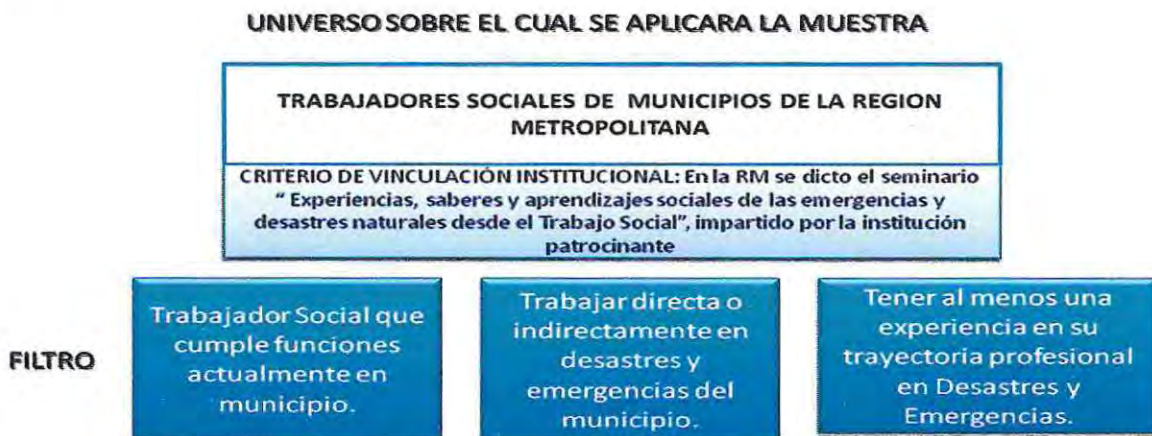 UNIVERSO SOBRE EL CUAL SE APLICARA LA MUESTRA
TRABAJADORES SOCIALES DE MUNICIPIOS DE LA REGION
METROPOLITANA
CRITERIO DE VINCULACIÓN INSTITUCIONAL: En la RM se dicto el seminario
" Experiencias, saberes y aprendizajes sociales de las emergencias y
desastres naturales desde el Trabajo Social", impartido por la institución
patrocinante
FILTRO
Trabajador Social que
cumple funciones
actualmente en
municipio.
Trabajar directa o
indirectamente en
desastres y
emergencias del
municipio.
Tener al menos una
experiencia en su
trayectoria profesional
en Desastres y
Emergencias.